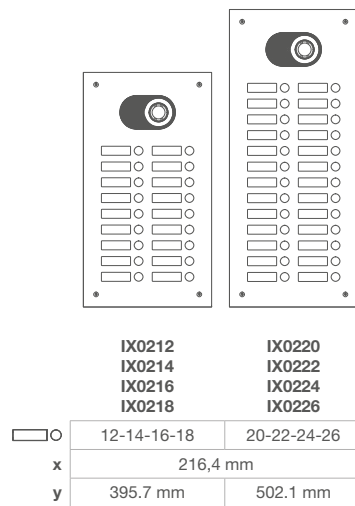 IX0212 IX0220
IX0214 IX0222
IX0216 IX0224
IX0218 IX0226
12-14-16-18 20-22-24-26
x 216,4 mm
y 395.7 mm 502.1 mm